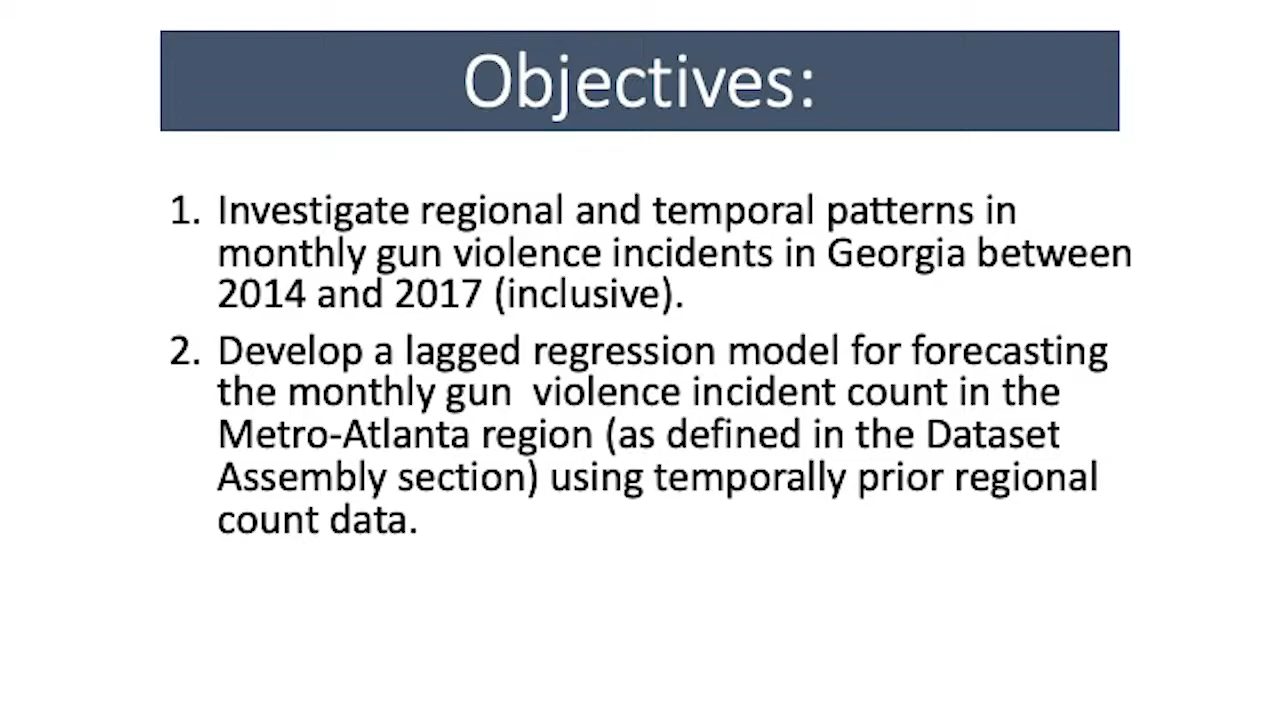 Objectives:
1. Investigate regional and temporal patterns in
monthly gun violence incidents in Georgia between
2014 and 2017 (inclusive).
2. Develop a lagged regression model for forecasting
the monthly gun  violence incident count in the
Metro-Atlanta region (as defined in the Dataset
Assembly section) using temporally prior regional
count data.